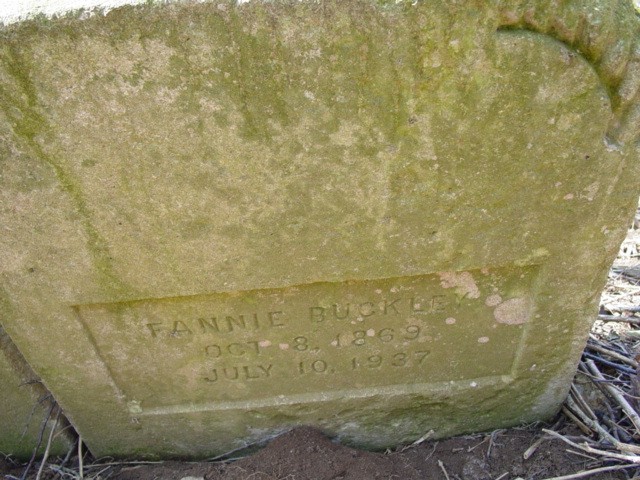 FANNIE BUCKLEY
OCT 8, 1869
JULY 10, 1937